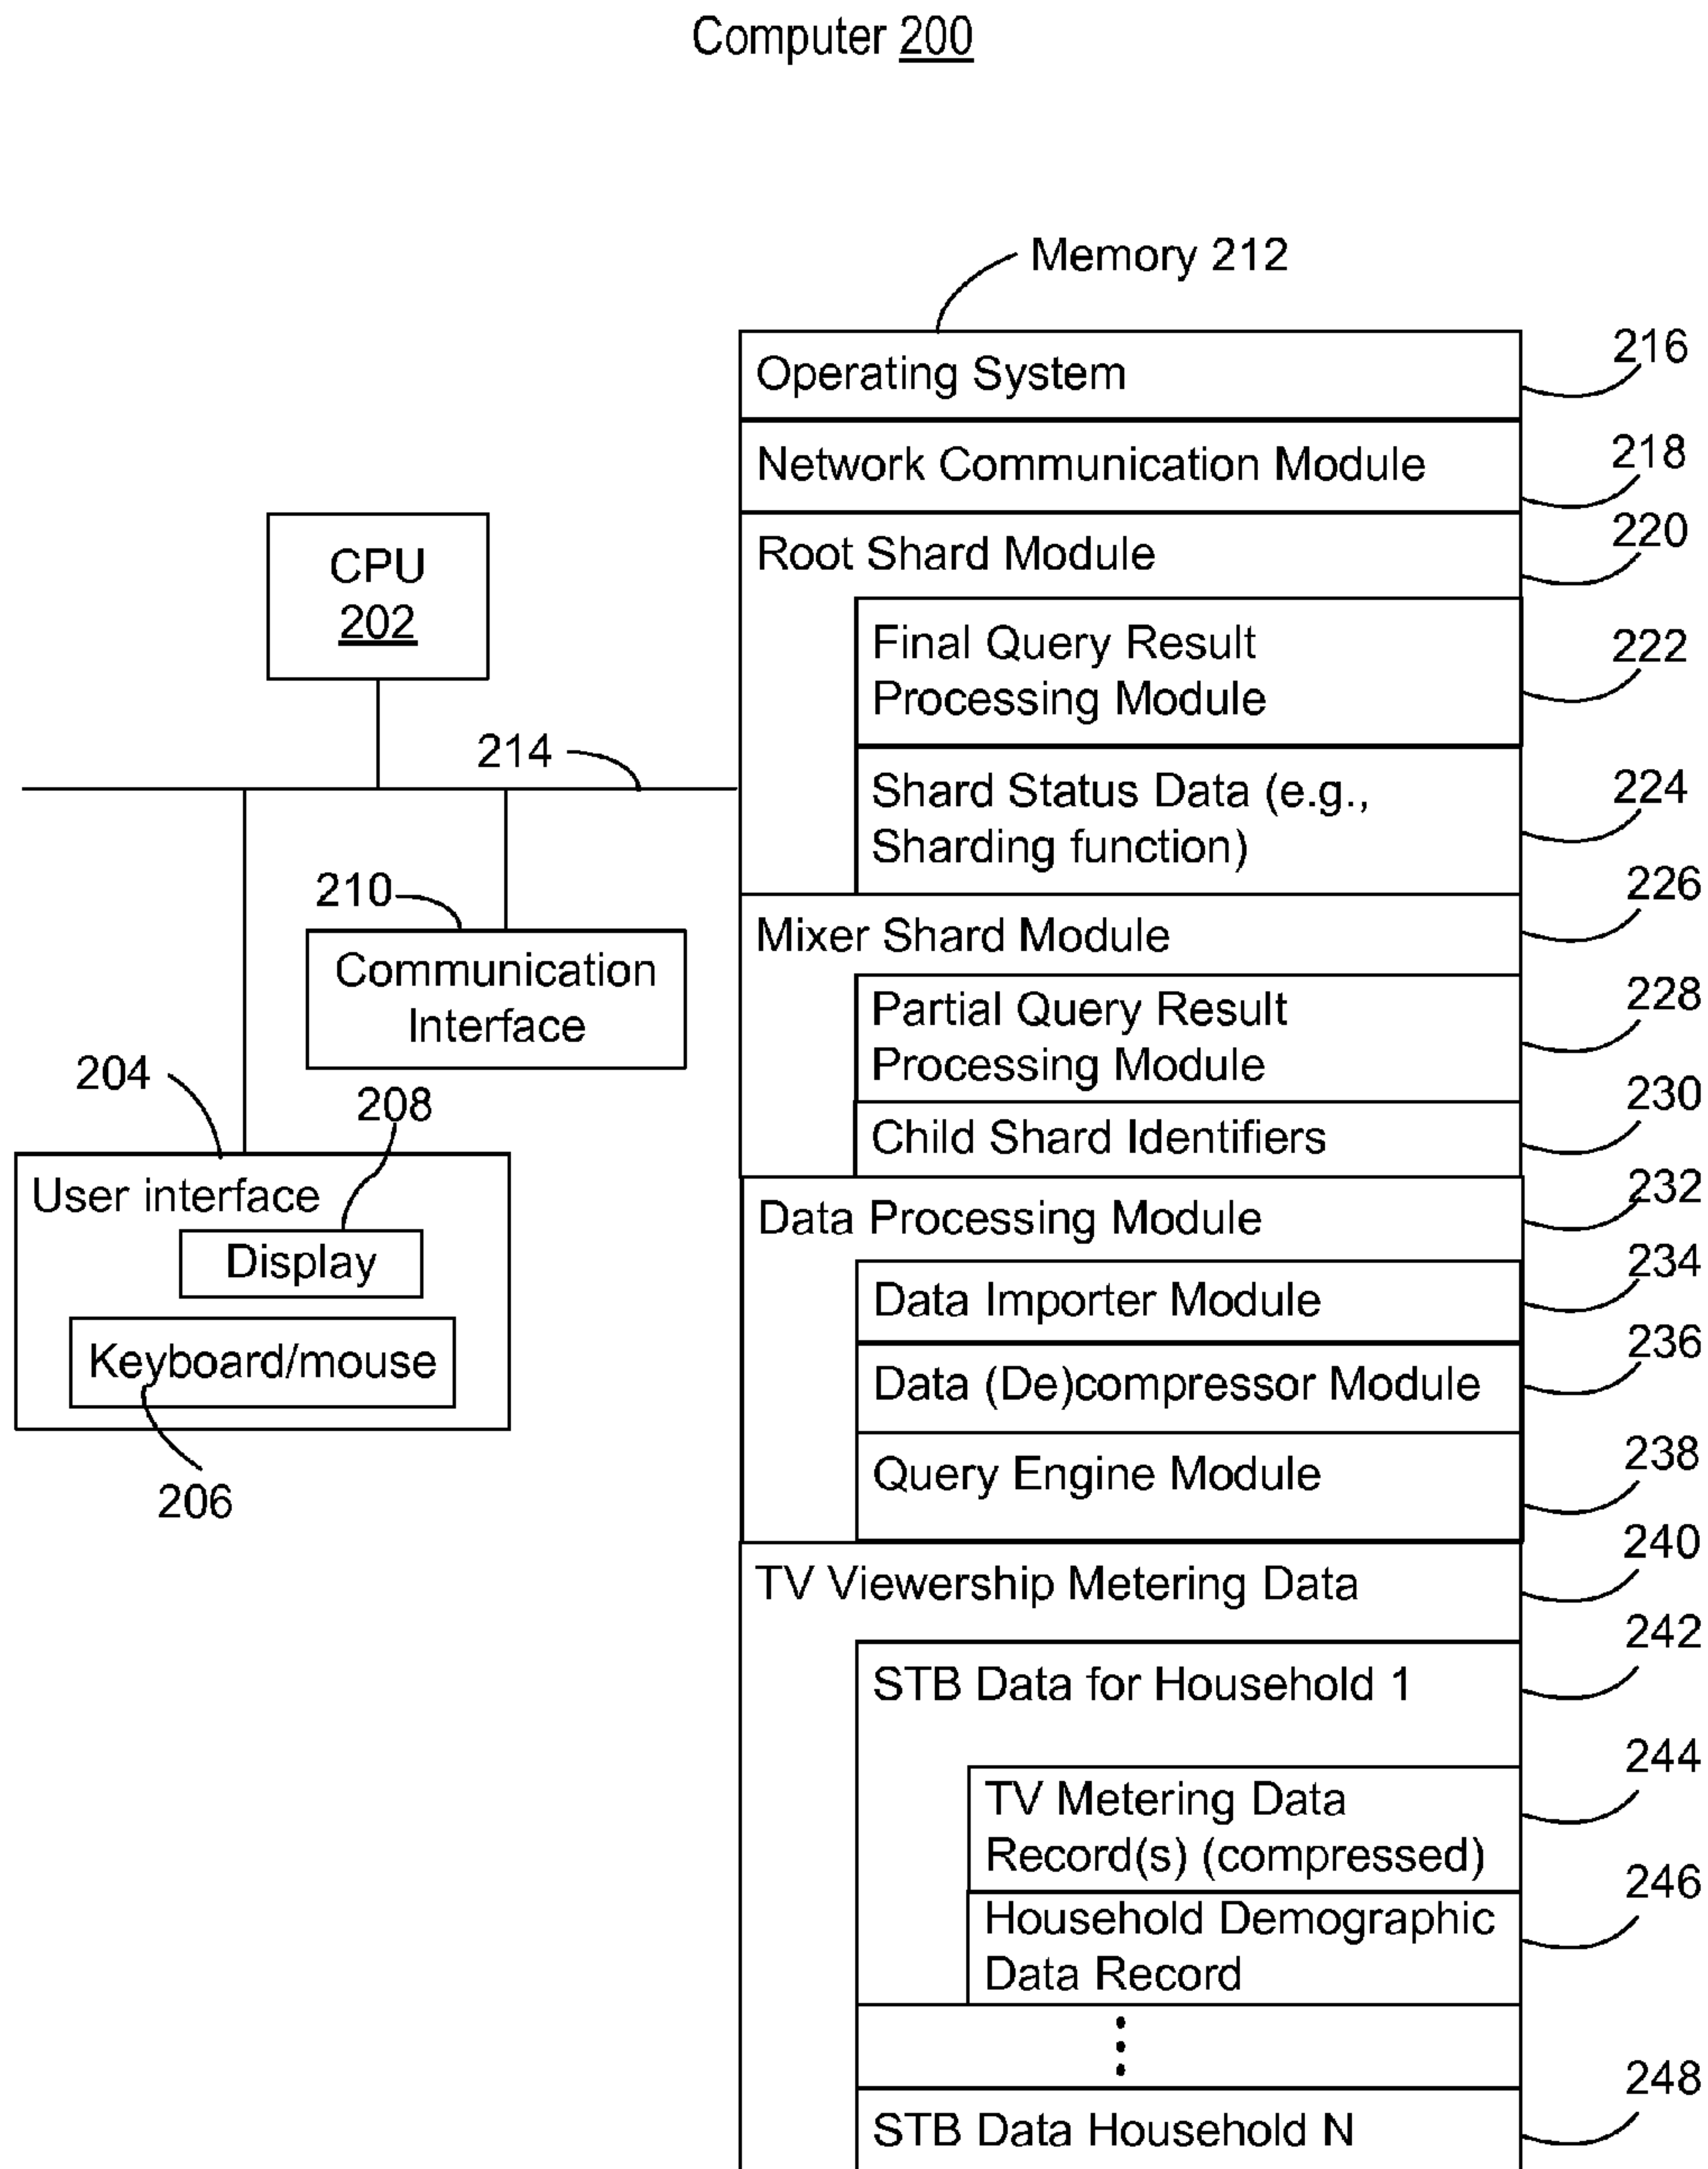 Computer 200
Memory 212
Operating System
216
Network Communication Module
218
Root Shard Module
220
Final Query Result
Processing Module
222
Shard Status Data (e.g.,
Sharding function)
224
Mixer Shard Module
226
Partial Query Result
Processing Module
228
Child Shard Identifiers
230
Data Processing Module
232
Data Importer Module
234
Data (De)compressor Module
236
Query Engine Module
238
TV Viewership Metering Data
240
STB Data for Household 1
242
TV Metering Data
Record(s) (compressed)
244
Household Demographic
Data Record
246
STB Data Household N
248
CPU
202
214
210
Communication
Interface
204
208
User interface
Display
Keyboard/mouse
206